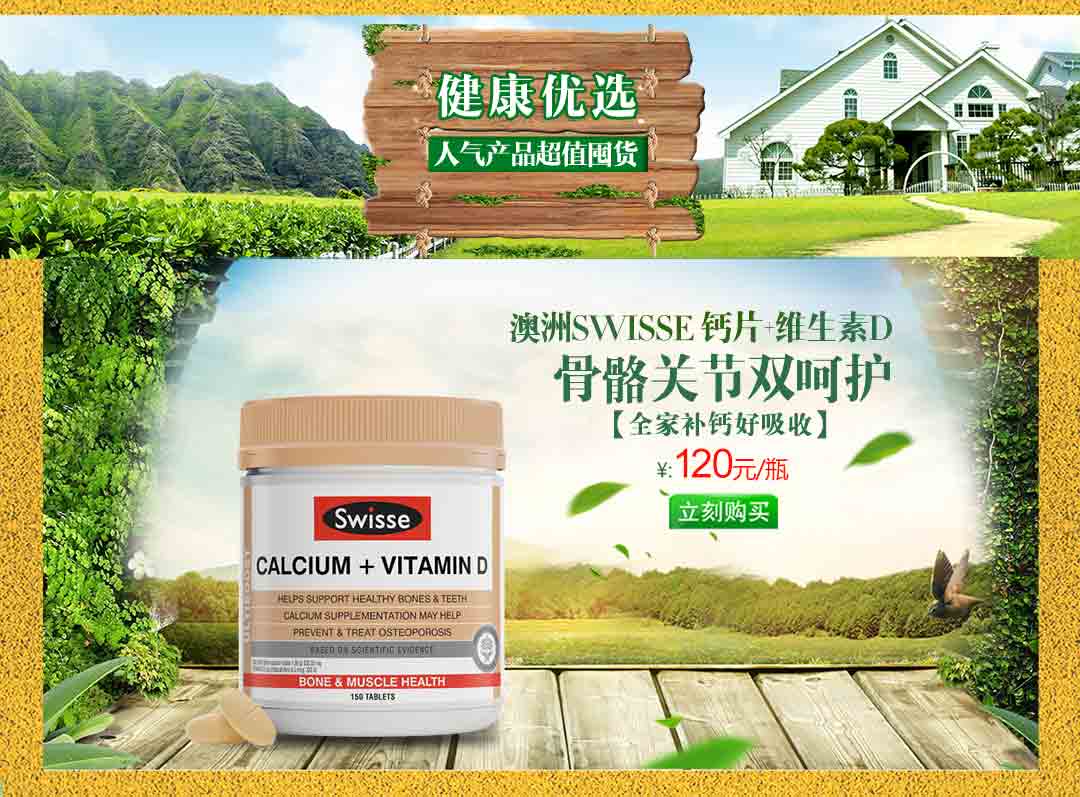 健康优选
人气产品超值囤货
澳洲SWISSE 钙片+维生素D
骨骼关节双呵护
【全家补钙好吸收】
¥:120元/瓶
立刻购买
Swisse
CALCIUM + VITAMIN D
HELPS SUPPORT HEALTHY BONES & TEETH
CALCIUM SUPPLEMENTATION MAY HELP
PREVENT & TREAT OSTEOPOROSIS
BASED ON SCIENTIFIC EVIDENCE
BONE & MUSCLE HEALTH
150 TABLETS